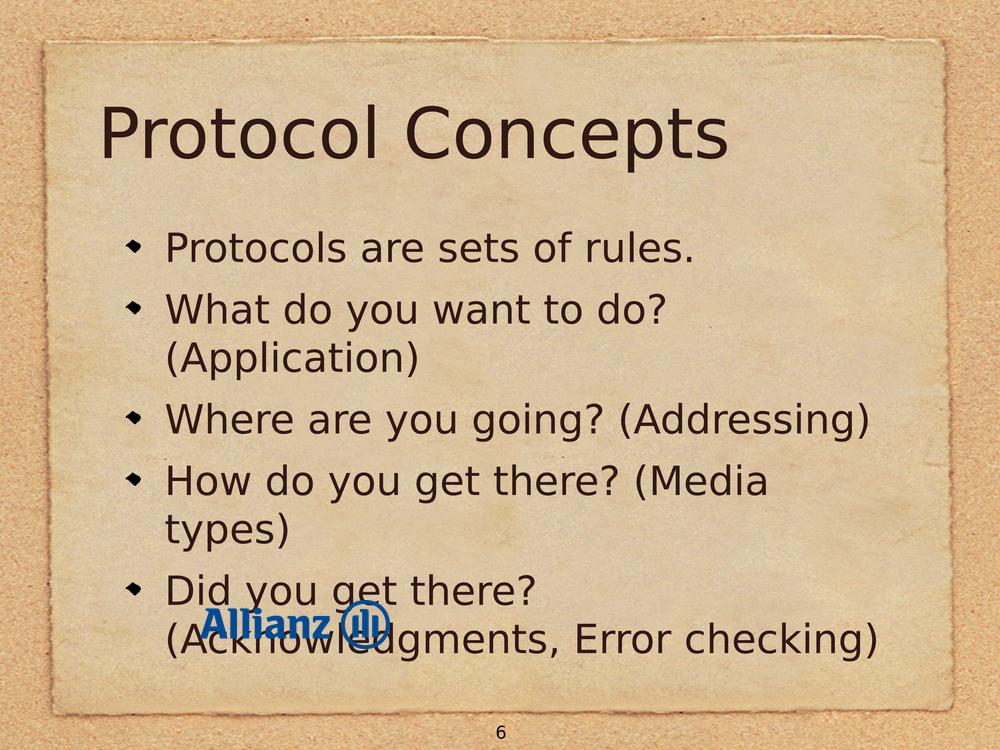 Protocol Concepts
Protocols are sets of rules.
What do you want to do?
(Application)
Where are you going? (Addressing)
How do you get there? (Media
types)
Did you get there?
Allianz
(Acknowledgments, Error checking)
6